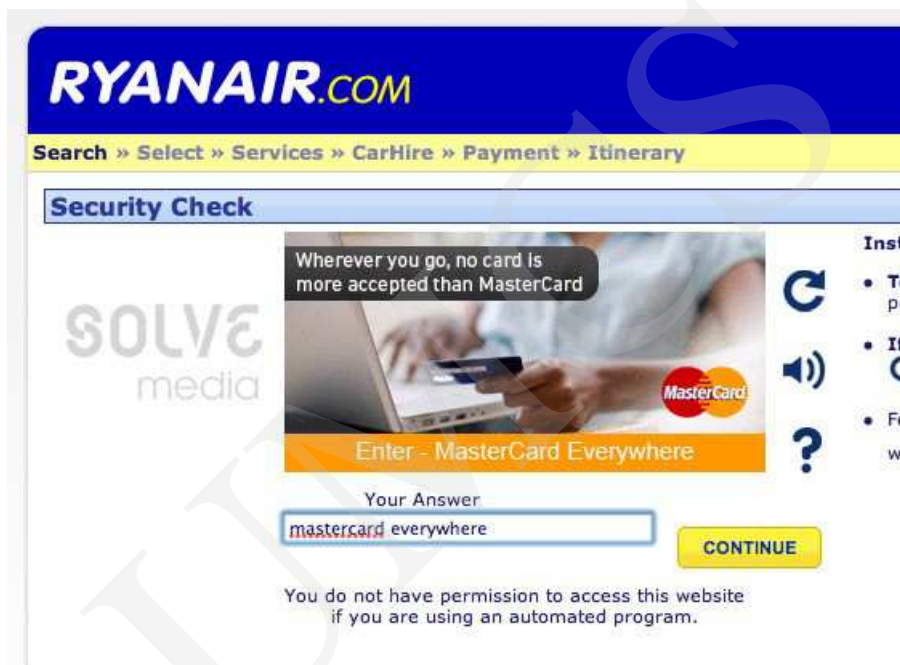 RYANAIR.COM
Search » Select » Services » CarHire » Payment » Itinerary
Security Check
SOLVE
media
Wherever you go, no card is
more accepted than MasterCard
MasterCard
Enter - MasterCard Everywhere
Your Answer
mastercard everywhere
CONTINUE
You do not have permission to access this website
if you are using an automated program.